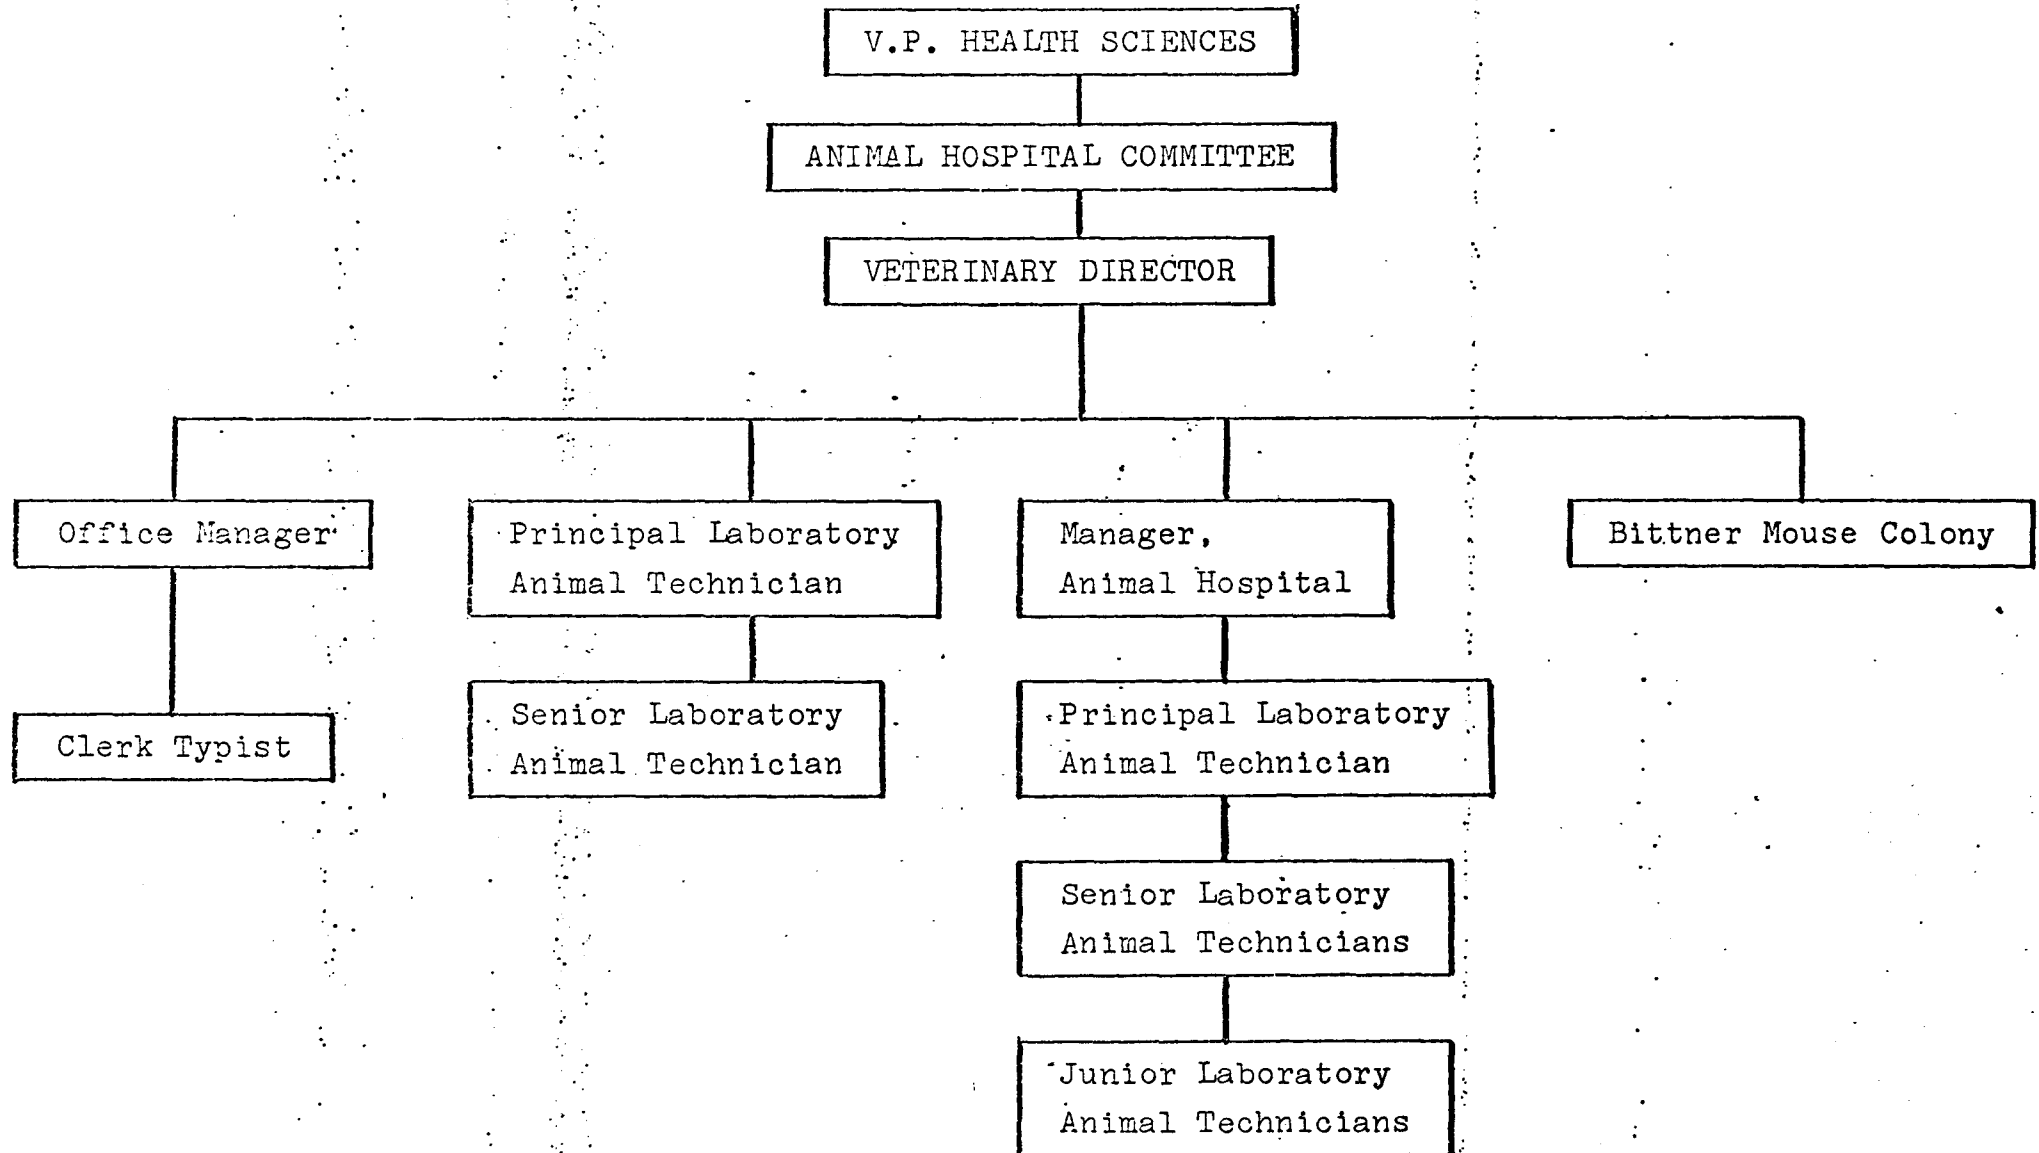 V.P. HEALTH SCIENCES
ANIMAL HOSPITAL COMMITTEE
VETERINARY DIRECTOR
Office Manager
Clerk Typist
Principal Laboratory
Animal Technician
Senior Laboratory
Animal Technician
Manager,
Animal Hospital
Principal Laboratory
Animal Technician
Senior Laboratory
Animal Technicians
Junior Laboratory
Animal Technicians
Bittner Mouse Colony